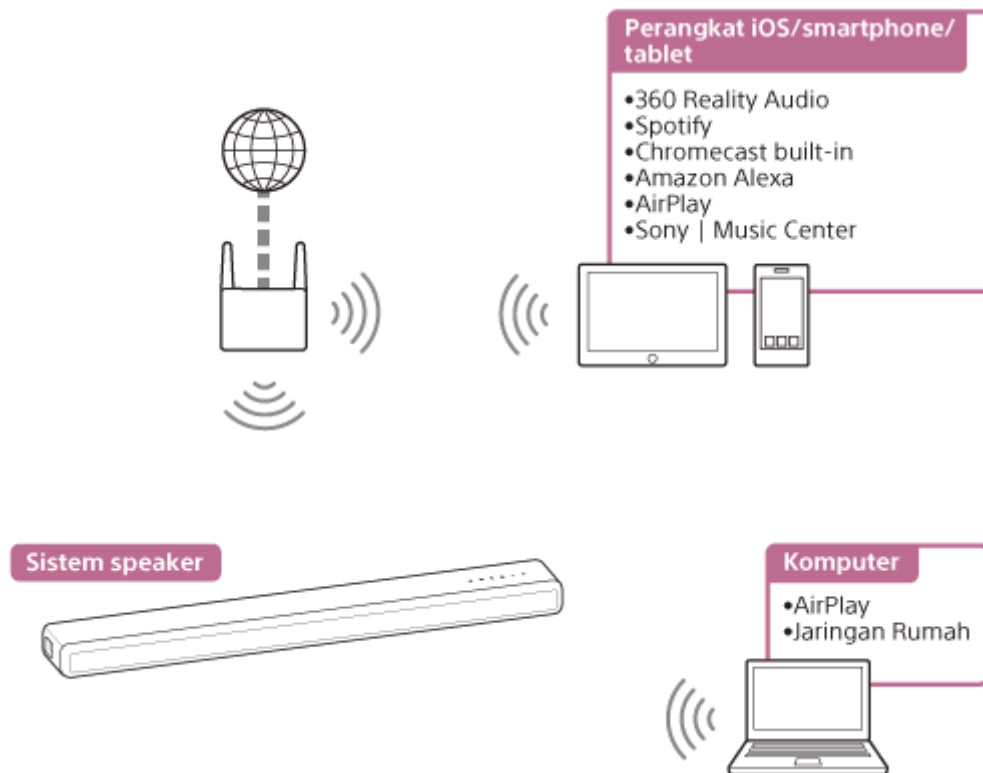 Perangkat iOS/smartphone/
tablet
•360 Reality Audio
•Spotify
•Chromecast built-in
•Amazon Alexa
•AirPlay
•Sony | Music Center
Sistem speaker
Komputer
•AirPlay
•Jaringan Rumah